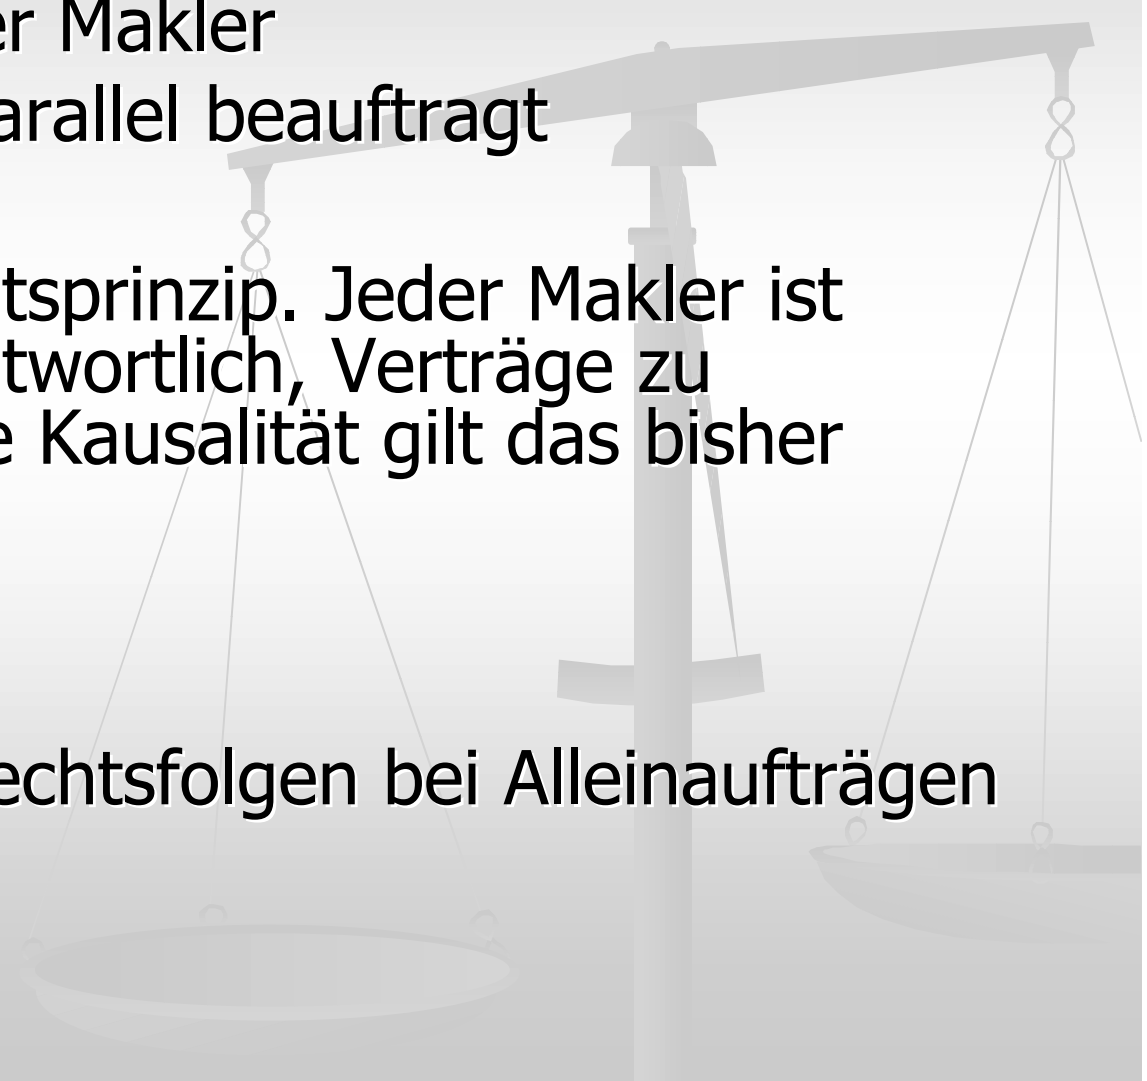 er Makler
arallel beauftragt
tsprinzip. Jeder Makler ist
twortlich, Verträge zu
e Kausalität gilt das bisher
echtsfolgen bei Alleinaufträgen